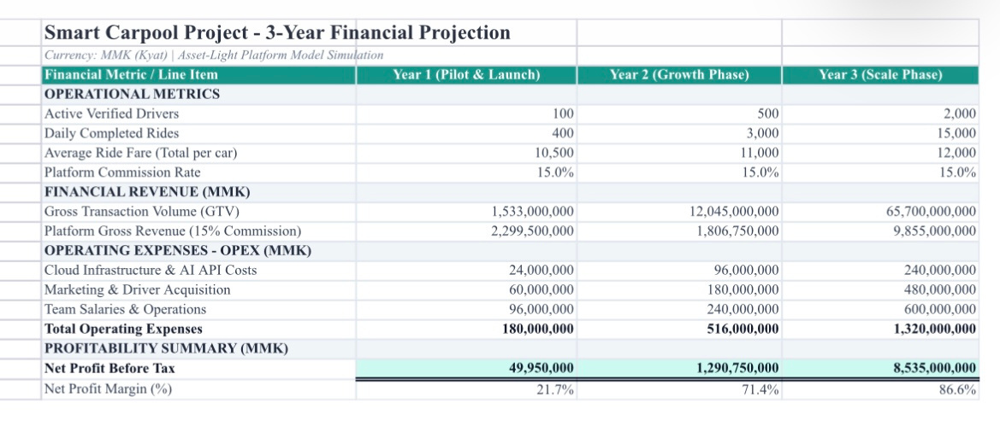 Smart Carpool Project - 3-Year Financial Projection
Currency: MMK (Kyat) | Asset-Light Platform Model Simulation
Financial Metric / Line Item Year 1 (Pilot & Launch) Year 2 (Growth Phase) Year 3 (Scale Phase)
OPERATIONAL METRICS
Active Verified Drivers 100 500 2,000
Daily Completed Rides 400 3,000 15,000
Average Ride Fare (Total per car) 10,500 11,000 12,000
Platform Commission Rate 15.0% 15.0% 15.0%
FINANCIAL REVENUE (MMK)
Gross Transaction Volume (GTV) 1,533,000,000 12,045,000,000 65,700,000,000
Platform Gross Revenue (15% Commission) 2,299,500,000 1,806,750,000 9,855,000,000
OPERATING EXPENSES - OPEX (MMK)
Cloud Infrastructure & AI API Costs 24,000,000 96,000,000 240,000,000
Marketing & Driver Acquisition 60,000,000 180,000,000 480,000,000
Team Salaries & Operations 96,000,000 240,000,000 600,000,000
Total Operating Expenses 180,000,000 516,000,000 1,320,000,000
PROFITABILITY SUMMARY (MMK)
Net Profit Before Tax 49,950,000 1,290,750,000 8,535,000,000
Net Profit Margin (%) 21.7% 71.4% 86.6%